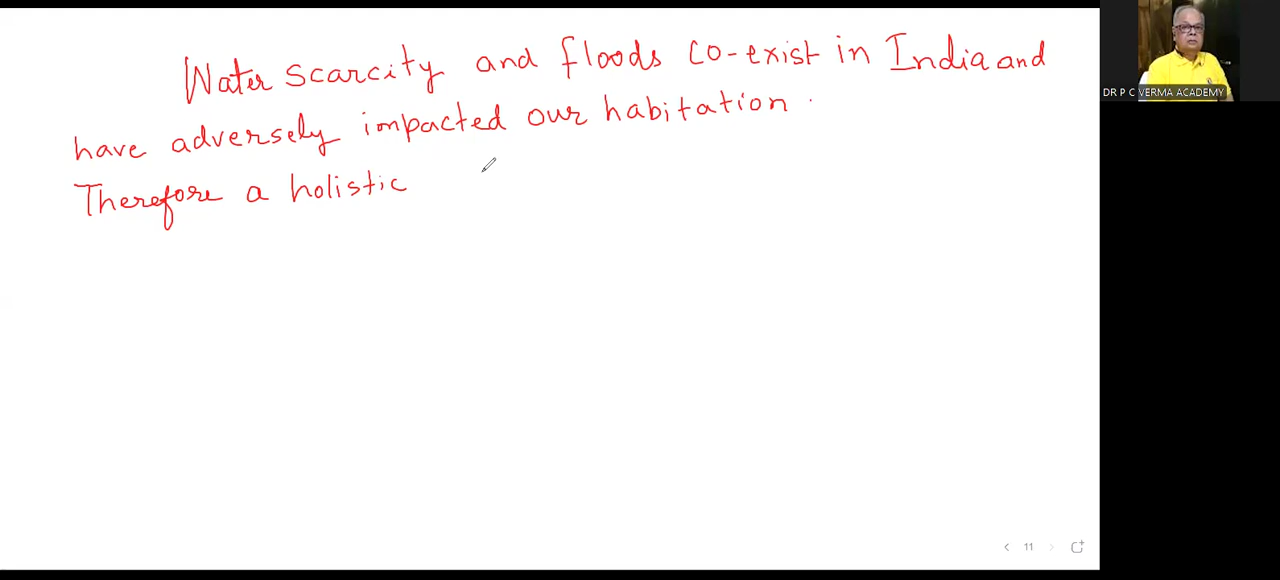 Water scarcity and floods co-exist in India and
have adversely impacted our habitation.
Therefore a holistic
DR P C VERMA ACADEMY
11